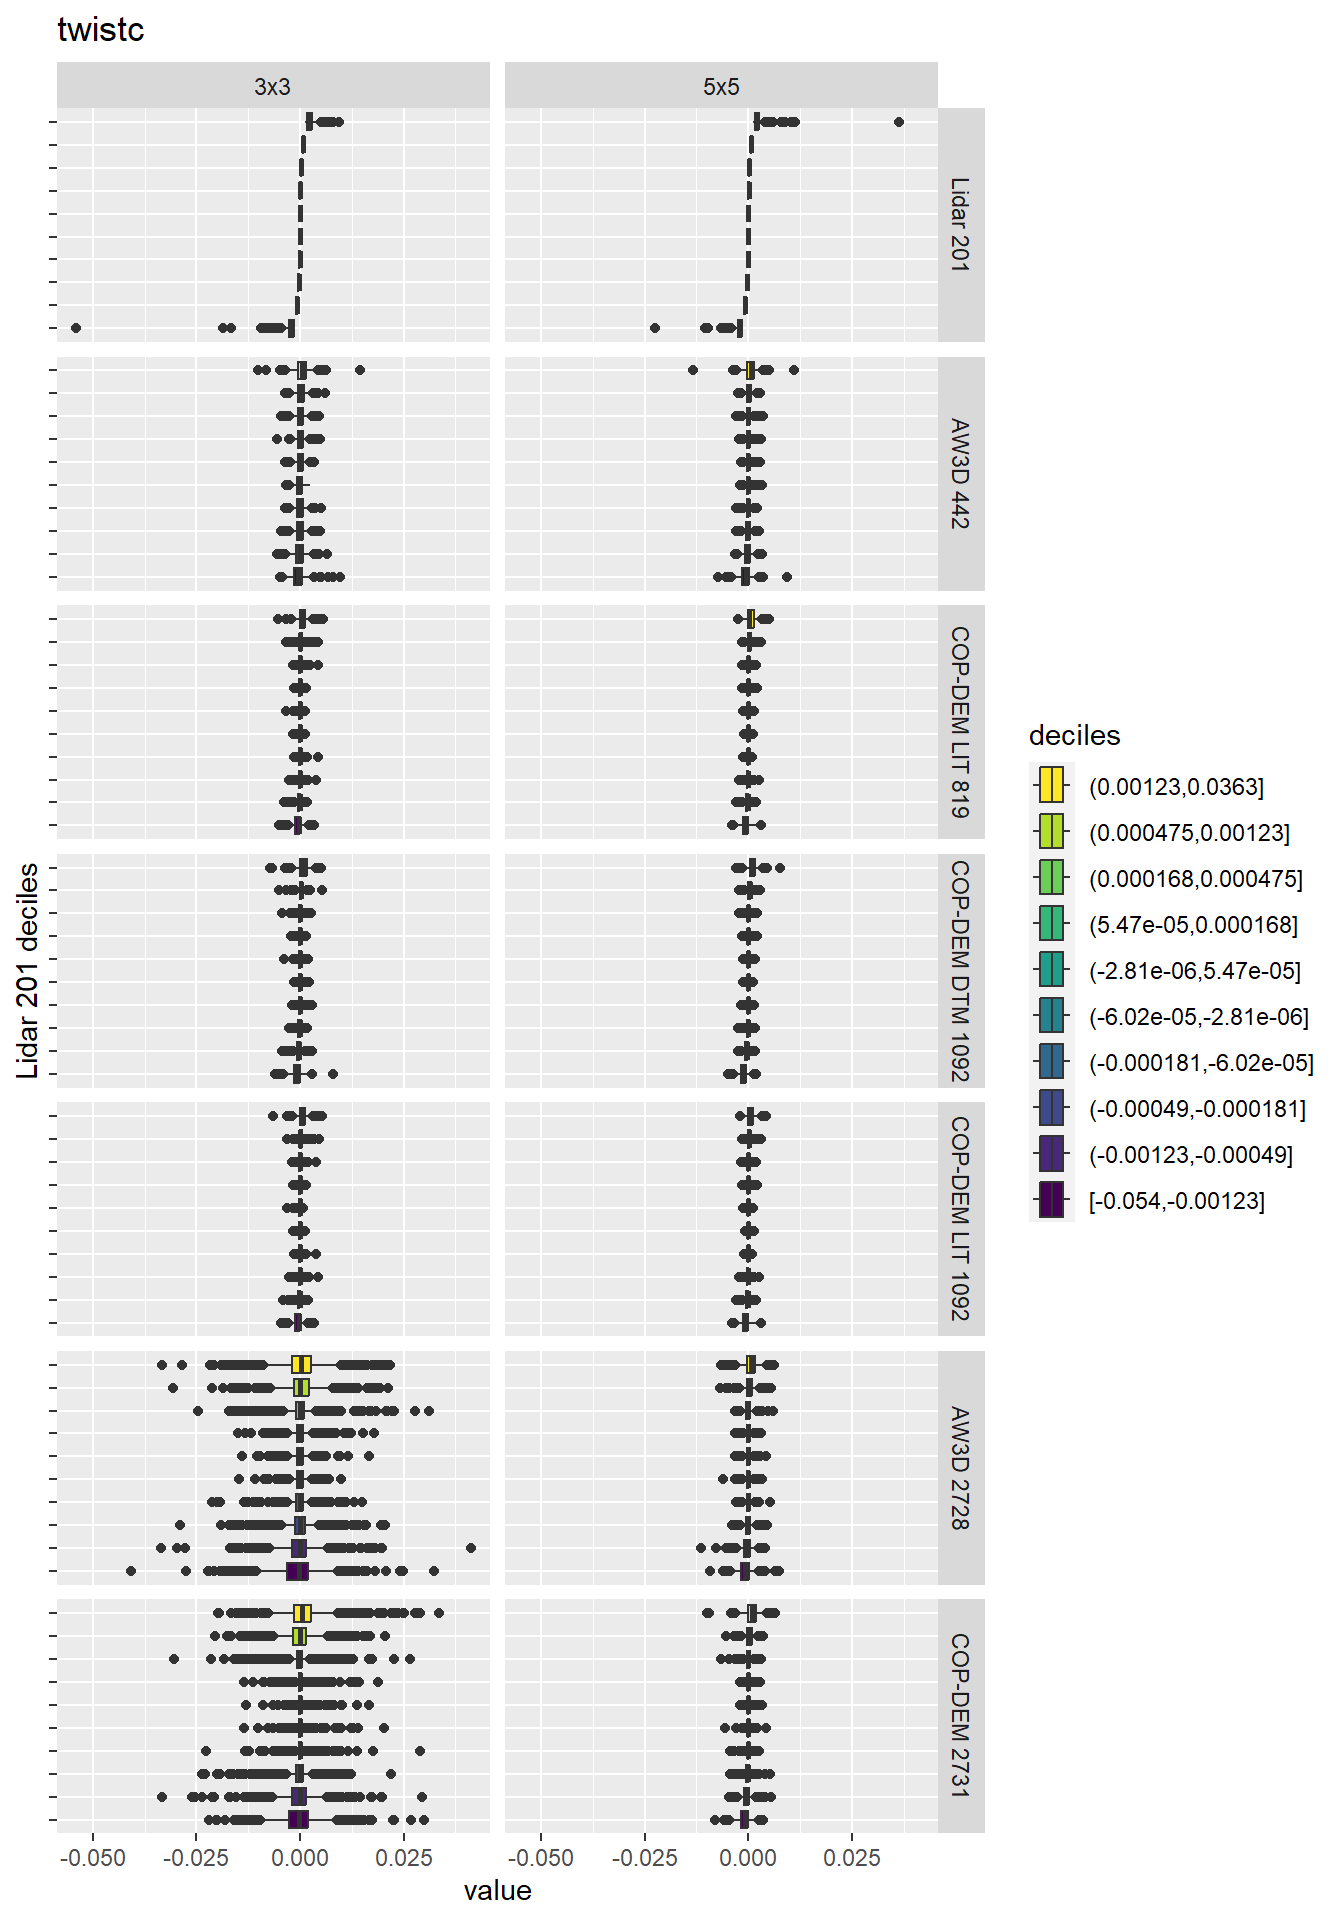 twistc
3x3
5x5
Lidar 201
AW3D 442
COP-DEM LIT 819
COP-DEM DTM 1092
COP-DEM LIT 1092
AW3D 2728
COP-DEM 2731
Lidar 201 deciles
-0.050 -0.025 0.000 0.025
-0.050 -0.025 0.000 0.025
value
deciles
(0.00123,0.0363]
(0.000475,0.00123]
(0.000168,0.000475]
(5.47e-05,0.000168]
(-2.81e-06,5.47e-05]
(-6.02e-05,-2.81e-06]
(-0.000181,-6.02e-05]
(-0.00049,-0.000181]
(-0.00123,-0.00049]
[-0.054,-0.00123]